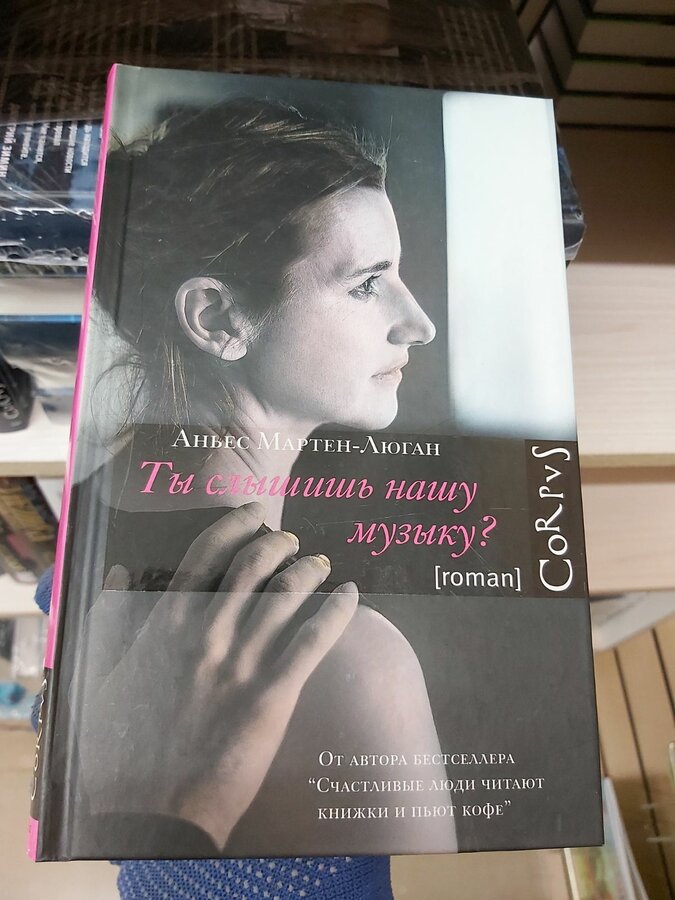 Аньес Мартен-Люган
Ты слышишь нашу
музыку?
[roman]
CORPVS
От автора бестселлера
“Счастливые люди читают
книжки и пьют кофе”